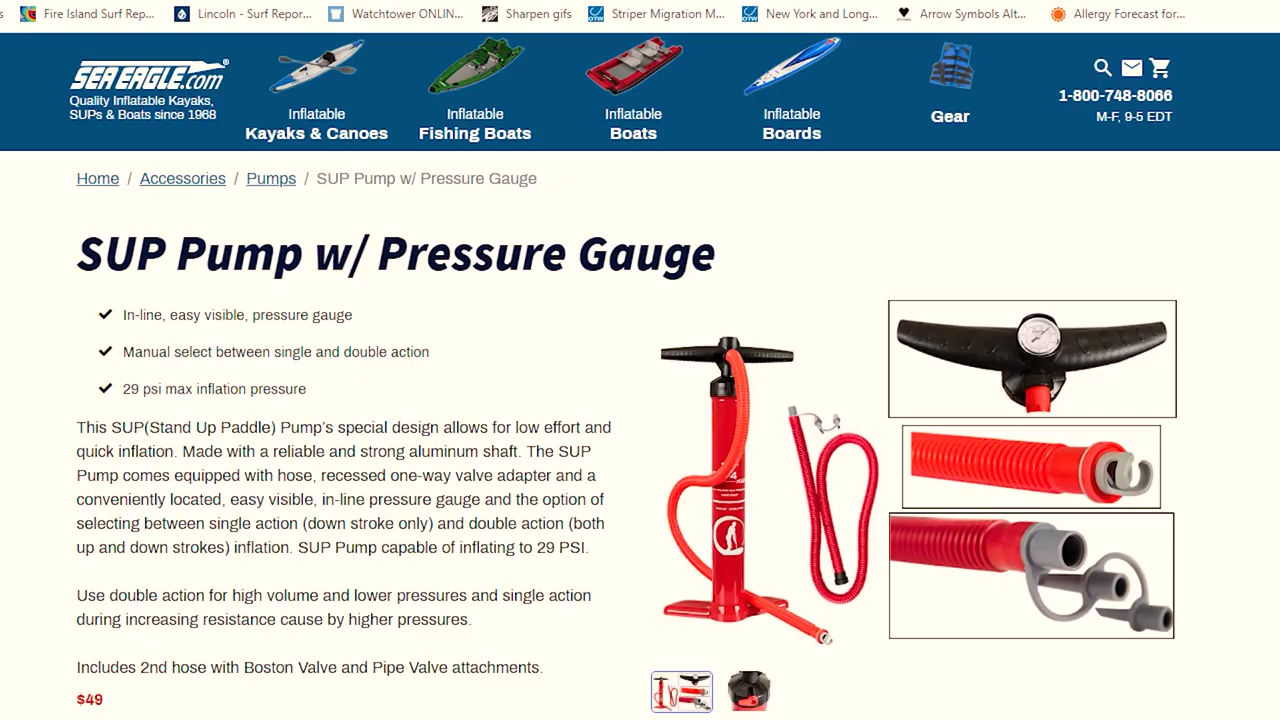 s
Fire Island Surf Rep...
Lincoln - Surf Repor...
Watchtower ONLIN...
Sharpen gifs
Striper Migration M...
New York and Long...
Arrow Symbols Alt...
Allergy Forecast for...
SEA EAGLE.com®
Quality Inflatable Kayaks,
SUPs & Boats since 1968
Inflatable
Kayaks & Canoes
Inflatable
Fishing Boats
Inflatable
Boats
Inflatable
Boards
Gear
1-800-748-8066
M-F, 9-5 EDT
Home / Accessories / Pumps / SUP Pump w/ Pressure Gauge
SUP Pump w/ Pressure Gauge
In-line, easy visible, pressure gauge
Manual select between single and double action
29 psi max inflation pressure
This SUP(Stand Up Paddle) Pump's special design allows for low effort and
quick inflation. Made with a reliable and strong aluminum shaft. The SUP
Pump comes equipped with hose, recessed one-way valve adapter and a
conveniently located, easy visible, in-line pressure gauge and the option of
selecting between single action (down stroke only) and double action (both
up and down strokes) inflation. SUP Pump capable of inflating to 29 PSI.
Use double action for high volume and lower pressures and single action
during increasing resistance cause by higher pressures.
Includes 2nd hose with Boston Valve and Pipe Valve attachments.
$49